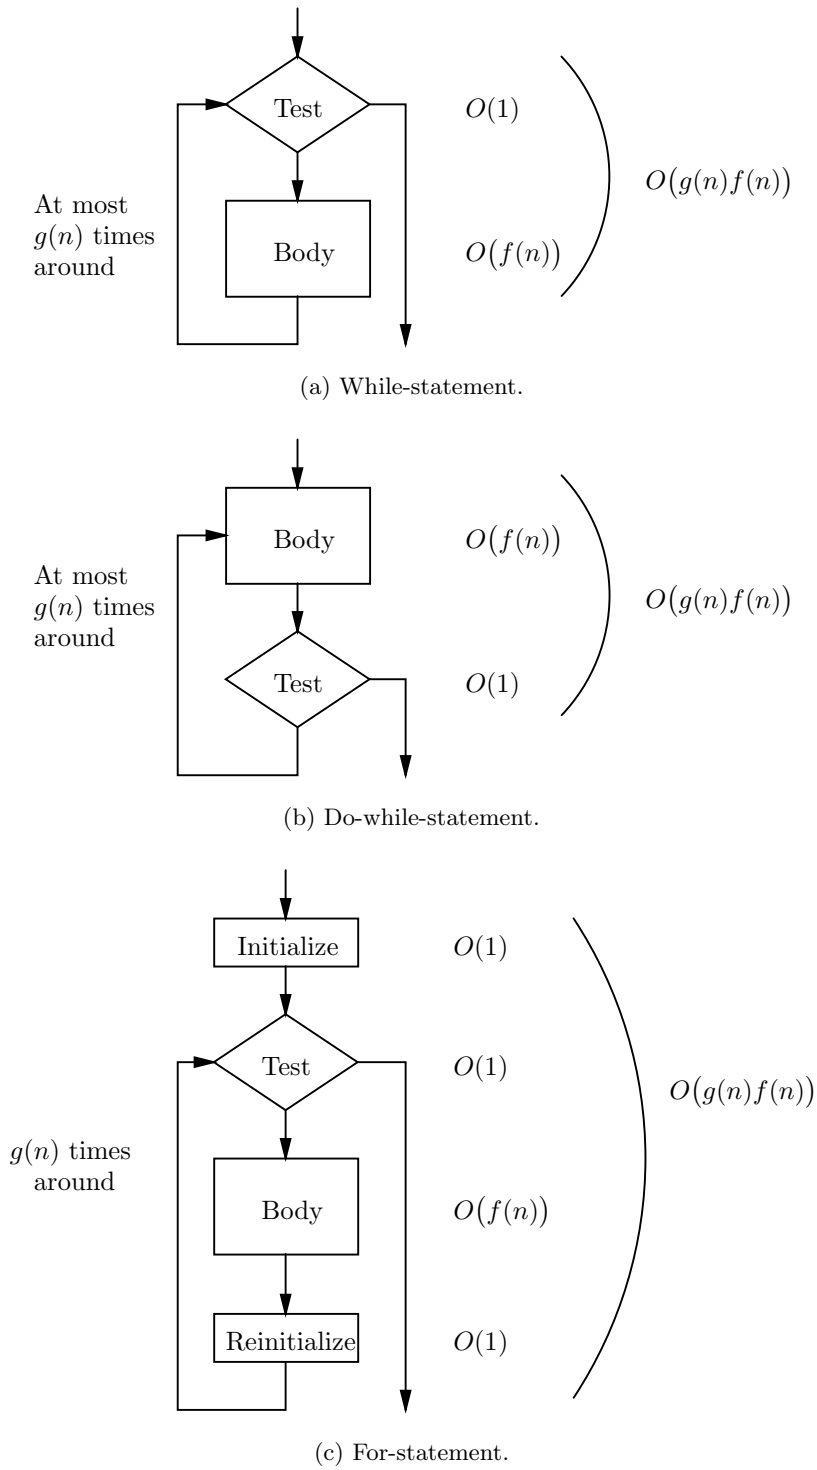 Test
O(1)
O(g(n)f(n))
At most
g(n) times
around
Body
O(f(n))
(a) While-statement.
Body
O(f(n))
At most
g(n) times
around
O(g(n)f(n))
Test
O(1)
(b) Do-while-statement.
Initialize
O(1)
Test
O(1)
O(g(n)f(n))
g(n) times
around
Body
O(f(n))
Reinitialize
O(1)
(c) For-statement.